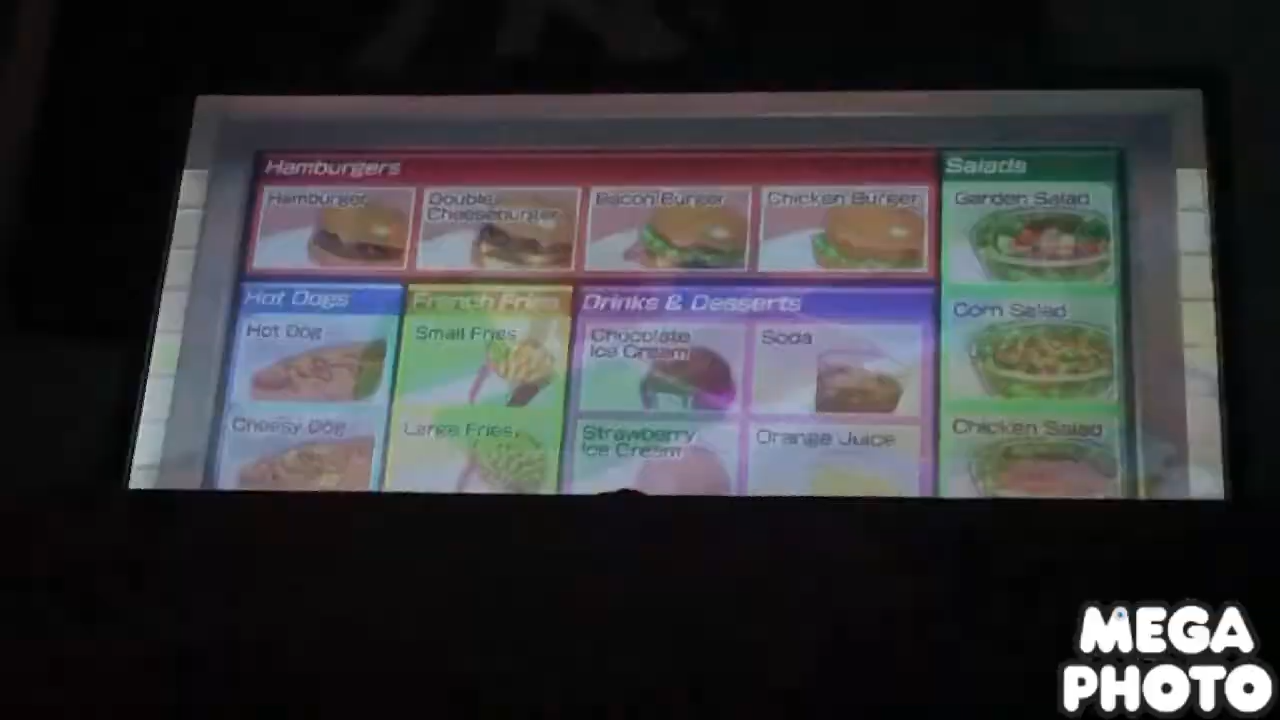 Hamburgers
Hamburger
Double
Cheeseburger
Bacon Burger
Chicken Burger
Salads
Garden Salad
Corn Salad
Chicken Salad
Hot Dogs
Hot Dog
Cheesy Dog
French Fries
Small Fries
Large Fries
Drinks & Desserts
Chocolate
Ice Cream
Soda
Strawberry
Ice Cream
Orange Juice
MEGA
PHOTO